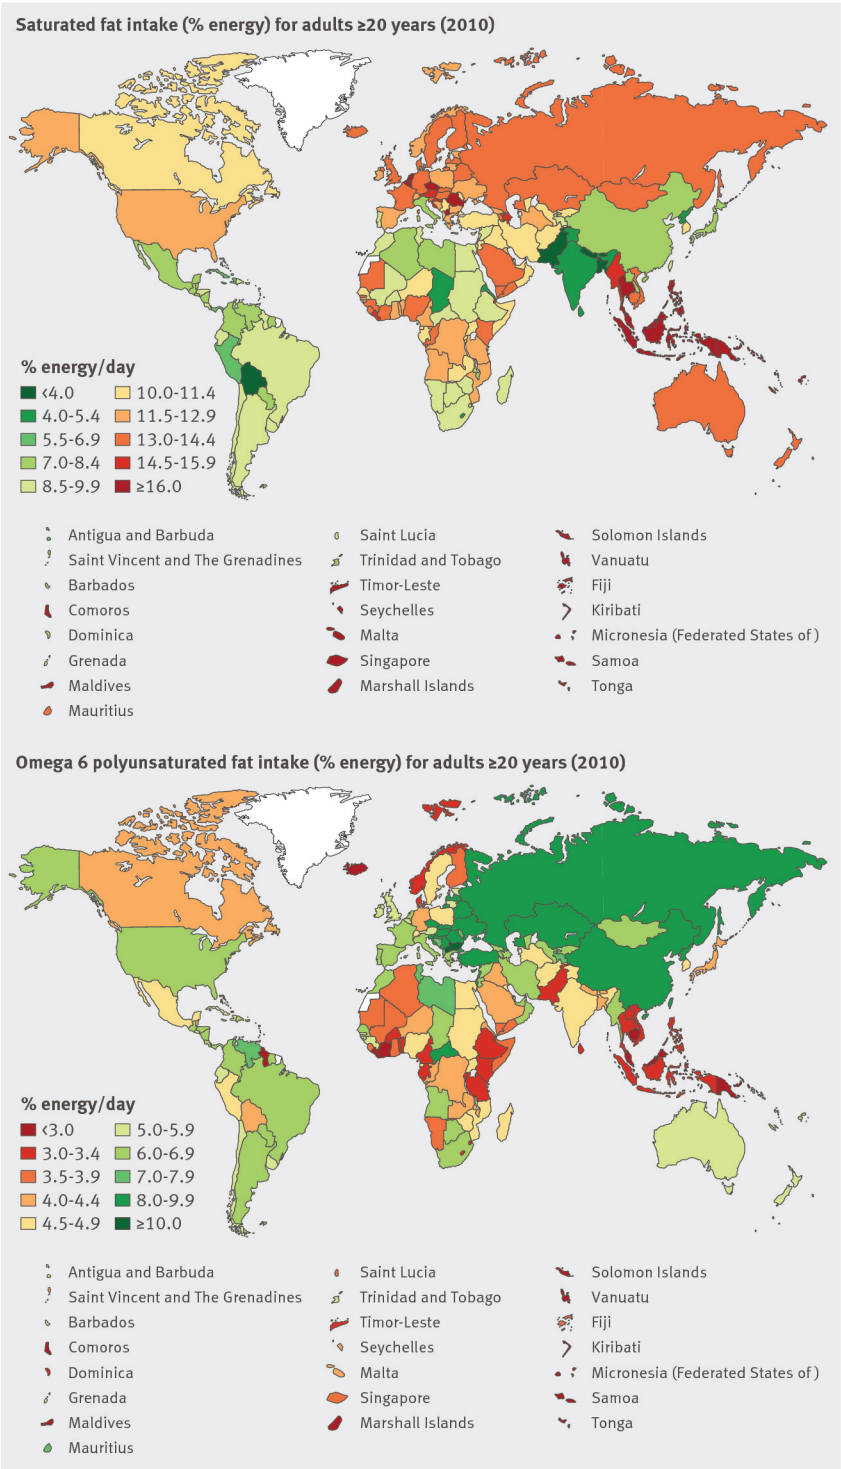 Saturated fat intake (% energy) for adults ≥20 years (2010)
% energy/day
<4.0 10.0-11.4
4.0-5.4 11.5-12.9
5.5-6.9 13.0-14.4
7.0-8.4 14.5-15.9
8.5-9.9 ≥16.0
Antigua and Barbuda Saint Lucia Solomon Islands
Saint Vincent and The Grenadines Trinidad and Tobago Vanuatu
Barbados Timor-Leste Fiji
Comoros Seychelles Kiribati
Dominica Malta Micronesia (Federated States of)
Grenada Singapore Samoa
Maldives Marshall Islands Tonga
Mauritius
Omega 6 polyunsaturated fat intake (% energy) for adults ≥20 years (2010)
% energy/day
<3.0 5.0-5.9
3.0-3.4 6.0-6.9
3.5-3.9 7.0-7.9
4.0-4.4 8.0-9.9
4.5-4.9 ≥10.0
Antigua and Barbuda Saint Lucia Solomon Islands
Saint Vincent and The Grenadines Trinidad and Tobago Vanuatu
Barbados Timor-Leste Fiji
Comoros Seychelles Kiribati
Dominica Malta Micronesia (Federated States of)
Grenada Singapore Samoa
Maldives Marshall Islands Tonga
Mauritius